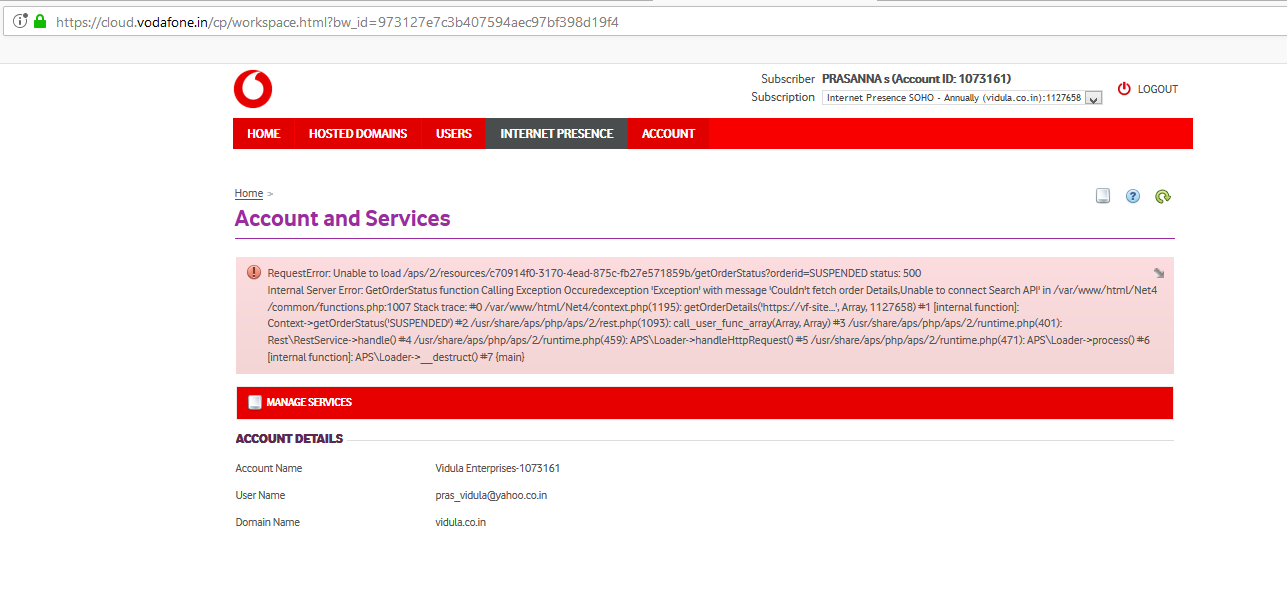 https://cloud.vodafone.in/cp/workspace.html?bw_id=973127e7c3b407594aec97bf398d19f4
Subscriber PRASANNA s (Account ID: 1073161)
Subscription Internet Presence SOHO - Annually (vidula.co.in):1127658
LOGOUT
HOME HOSTED DOMAINS USERS INTERNET PRESENCE ACCOUNT
Home >
Account and Services
RequestError: Unable to load /aps/2/resources/c70914f0-3170-4ead-875c-fb27e571859b/getOrderStatus?orderid=SUSPENDED status: 500
Internal Server Error: GetOrderStatus function Calling Exception Occuredexception 'Exception' with message 'Couldn't fetch order Details,Unable to connect Search API' in /var/www/html/Net4
/common/functions.php:1007 Stack trace: #0 /var/www/html/Net4/context.php(1195): getOrderDetails('https://vf-site...', Array, 1127658) #1 [internal function]:
Context->getOrderStatus('SUSPENDED') #2 /usr/share/aps/php/aps/2/rest.php(1093): call_user_func_array(Array, Array) #3 /usr/share/aps/php/aps/2/runtime.php(401):
Rest\RestService->handle() #4 /usr/share/aps/php/aps/2/runtime.php(459): APS\Loader->handleHttpRequest() #5 /usr/share/aps/php/aps/2/runtime.php(471): APS\Loader->process() #6
[internal function]: APS\Loader->__destruct() #7 {main}
MANAGE SERVICES
ACCOUNT DETAILS
Account Name Vidula Enterprises-1073161
User Name pras_vidula@yahoo.co.in
Domain Name vidula.co.in